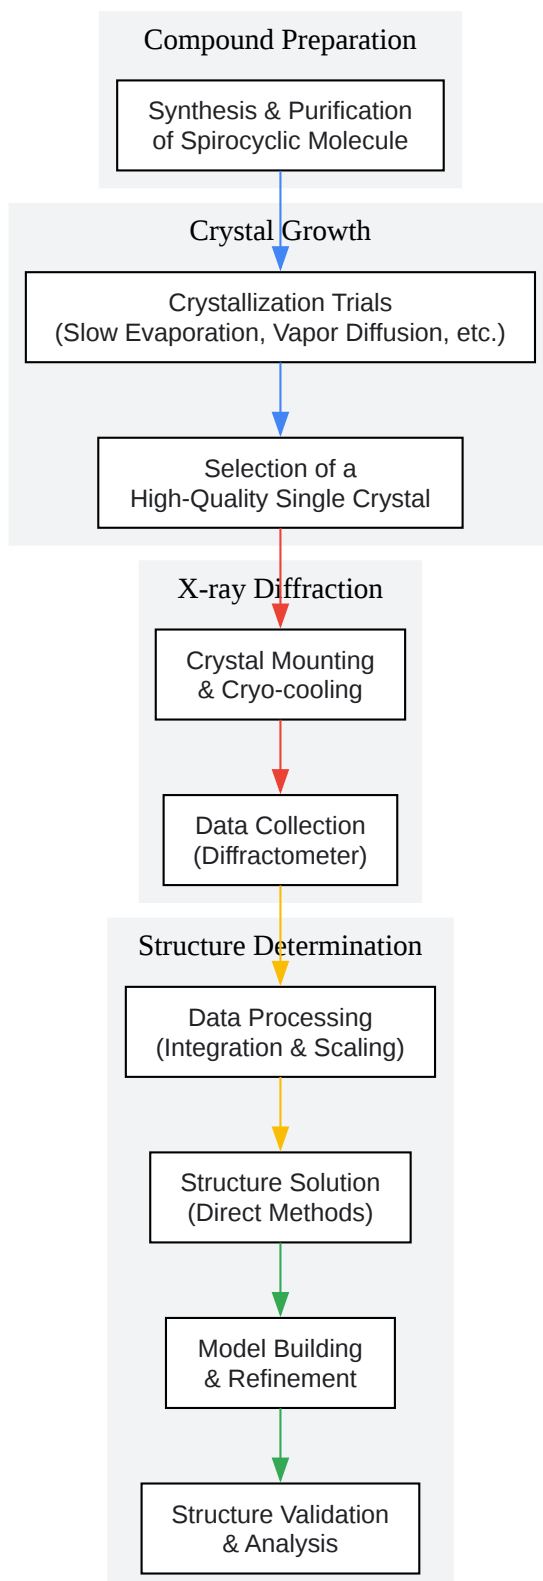 Compound Preparation
Synthesis & Purification
of Spirocyclic Molecule
Crystal Growth
Crystallization Trials
(Slow Evaporation, Vapor Diffusion, etc.)
Selection of a
High-Quality Single Crystal
X-ray Diffraction
Crystal Mounting
& Cryo-cooling
Data Collection
(Diffractometer)
Structure Determination
Data Processing
(Integration & Scaling)
Structure Solution
(Direct Methods)
Model Building
& Refinement
Structure Validation
& Analysis